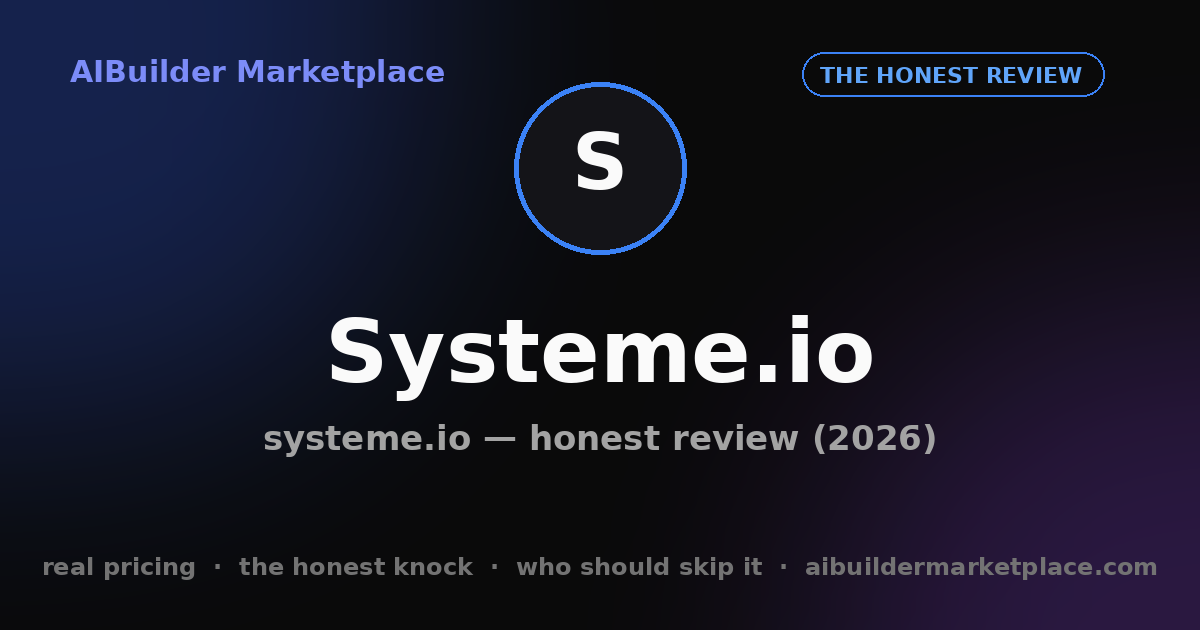 AIBuilder Marketplace
THE HONEST REVIEW
S
Systeme.io
systeme.io — honest review (2026)
real pricing · the honest knock · who should skip it · aibuildermarketplace.com